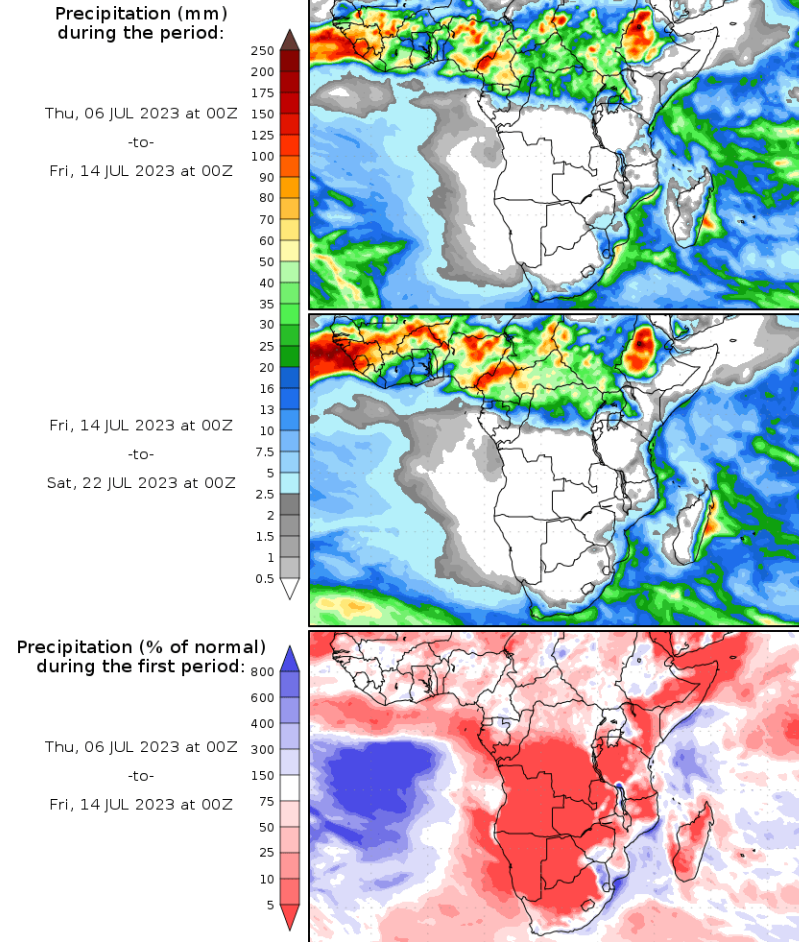 Precipitation (mm)
during the period:
250
200
175
150
125
100
90
80
70
60
50
40
35
30
25
20
16
13
10
7.5
5
2.5
2
1.5
1
0.5
Thu, 06 JUL 2023 at 00Z
-to-
Fri, 14 JUL 2023 at 00Z
Fri, 14 JUL 2023 at 00Z
-to-
Sat, 22 JUL 2023 at 00Z
Precipitation (% of normal)
during the first period:
800
600
400
300
150
75
50
25
10
5
Thu, 06 JUL 2023 at 00Z
-to-
Fri, 14 JUL 2023 at 00Z